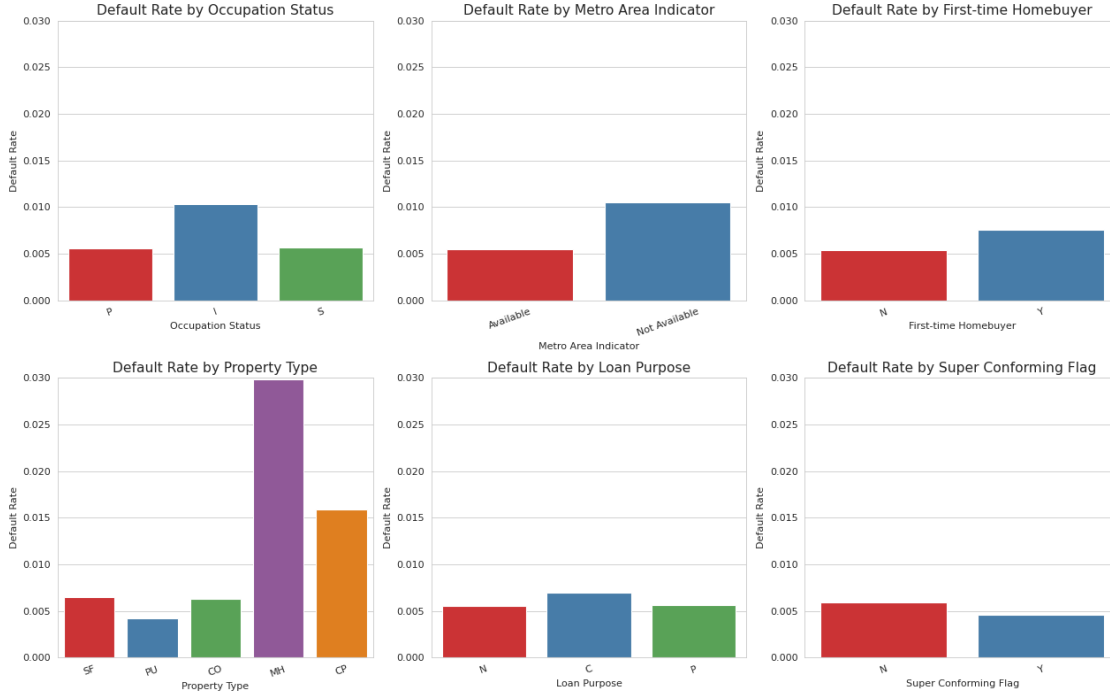 Default Rate by Occupation Status
0.030
0.025
0.020
0.015
0.010
0.005
0.000
Default Rate
P I S
Occupation Status
Default Rate by Metro Area Indicator
0.030
0.025
0.020
0.015
0.010
0.005
0.000
Default Rate
Available Not Available
Metro Area Indicator
Default Rate by First-time Homebuyer
0.030
0.025
0.020
0.015
0.010
0.005
0.000
Default Rate
N Y
First-time Homebuyer
Default Rate by Property Type
0.030
0.025
0.020
0.015
0.010
0.005
0.000
Default Rate
SF PU CO MH CP
Property Type
Default Rate by Loan Purpose
0.030
0.025
0.020
0.015
0.010
0.005
0.000
Default Rate
N C P
Loan Purpose
Default Rate by Super Conforming Flag
0.030
0.025
0.020
0.015
0.010
0.005
0.000
Default Rate
N Y
Super Conforming Flag